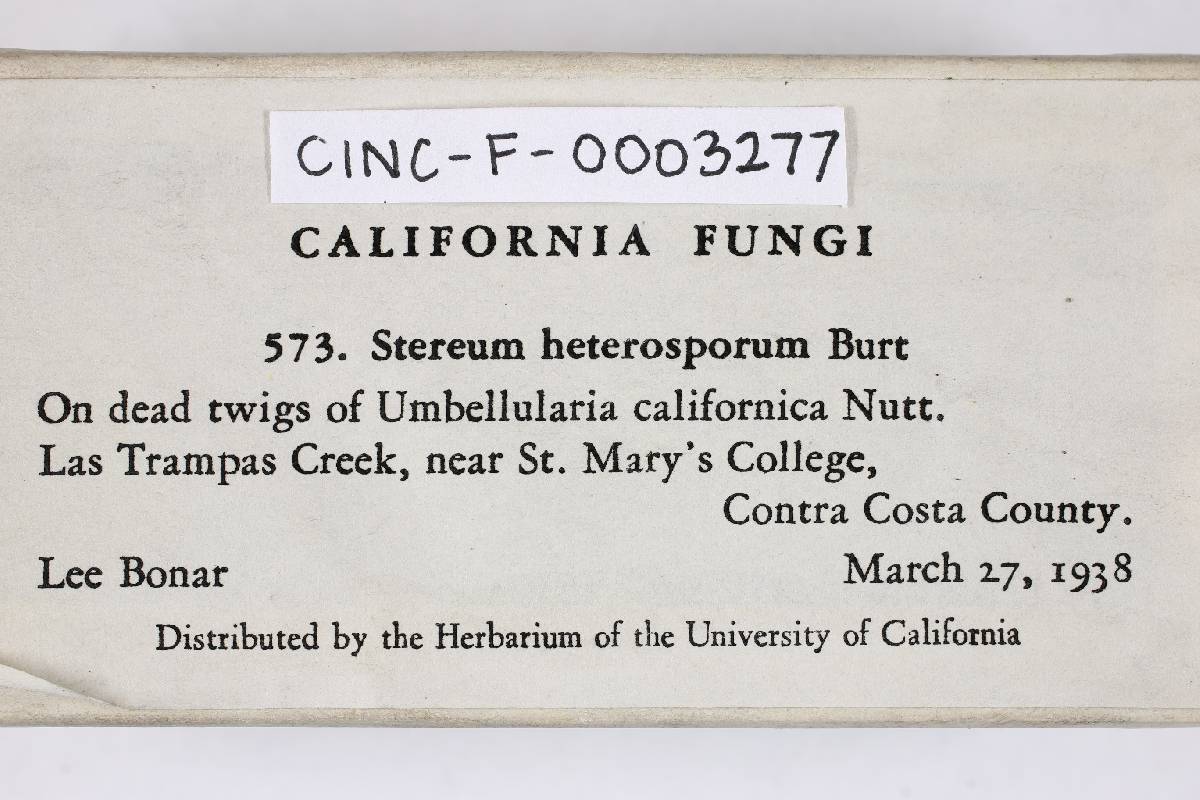 CINC-F-0003277
CALIFORNIA FUNGI
573. Stereum heterosporum Burt
On dead twigs of Umbellularia californica Nutt.
Las Trampas Creek, near St. Mary's College,
Contra Costa County.
Lee Bonar March 27, 1938
Distributed by the Herbarium of the University of California